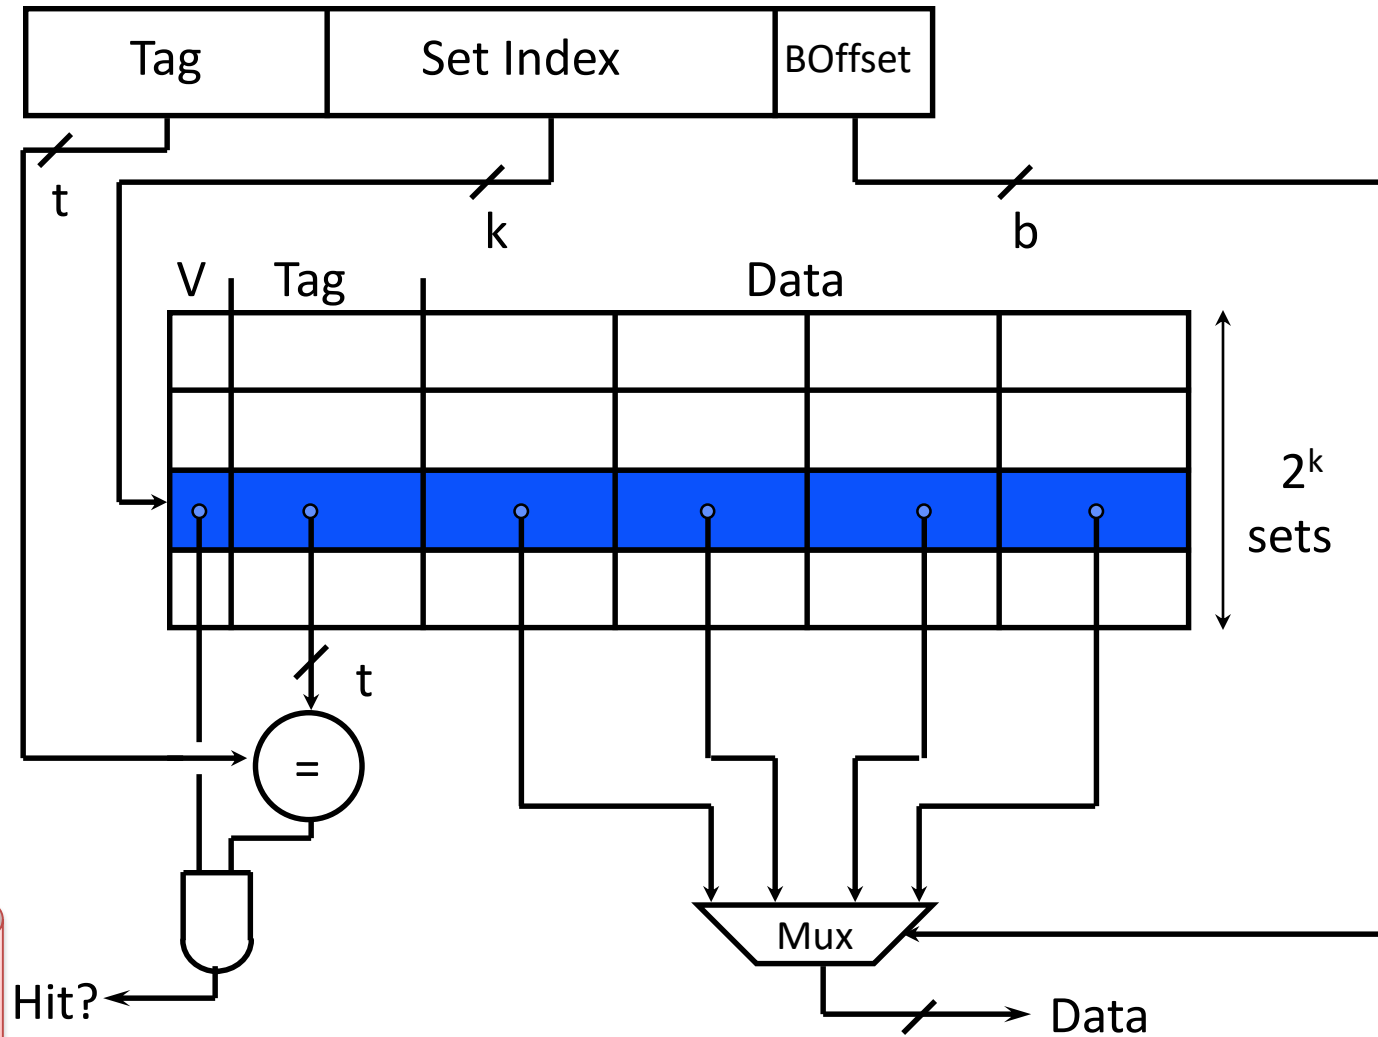 Tag
Set Index
BOffset
t
k
b
V
Tag
Data
2ᵏ
sets
t
=
Mux
Hit?
Data